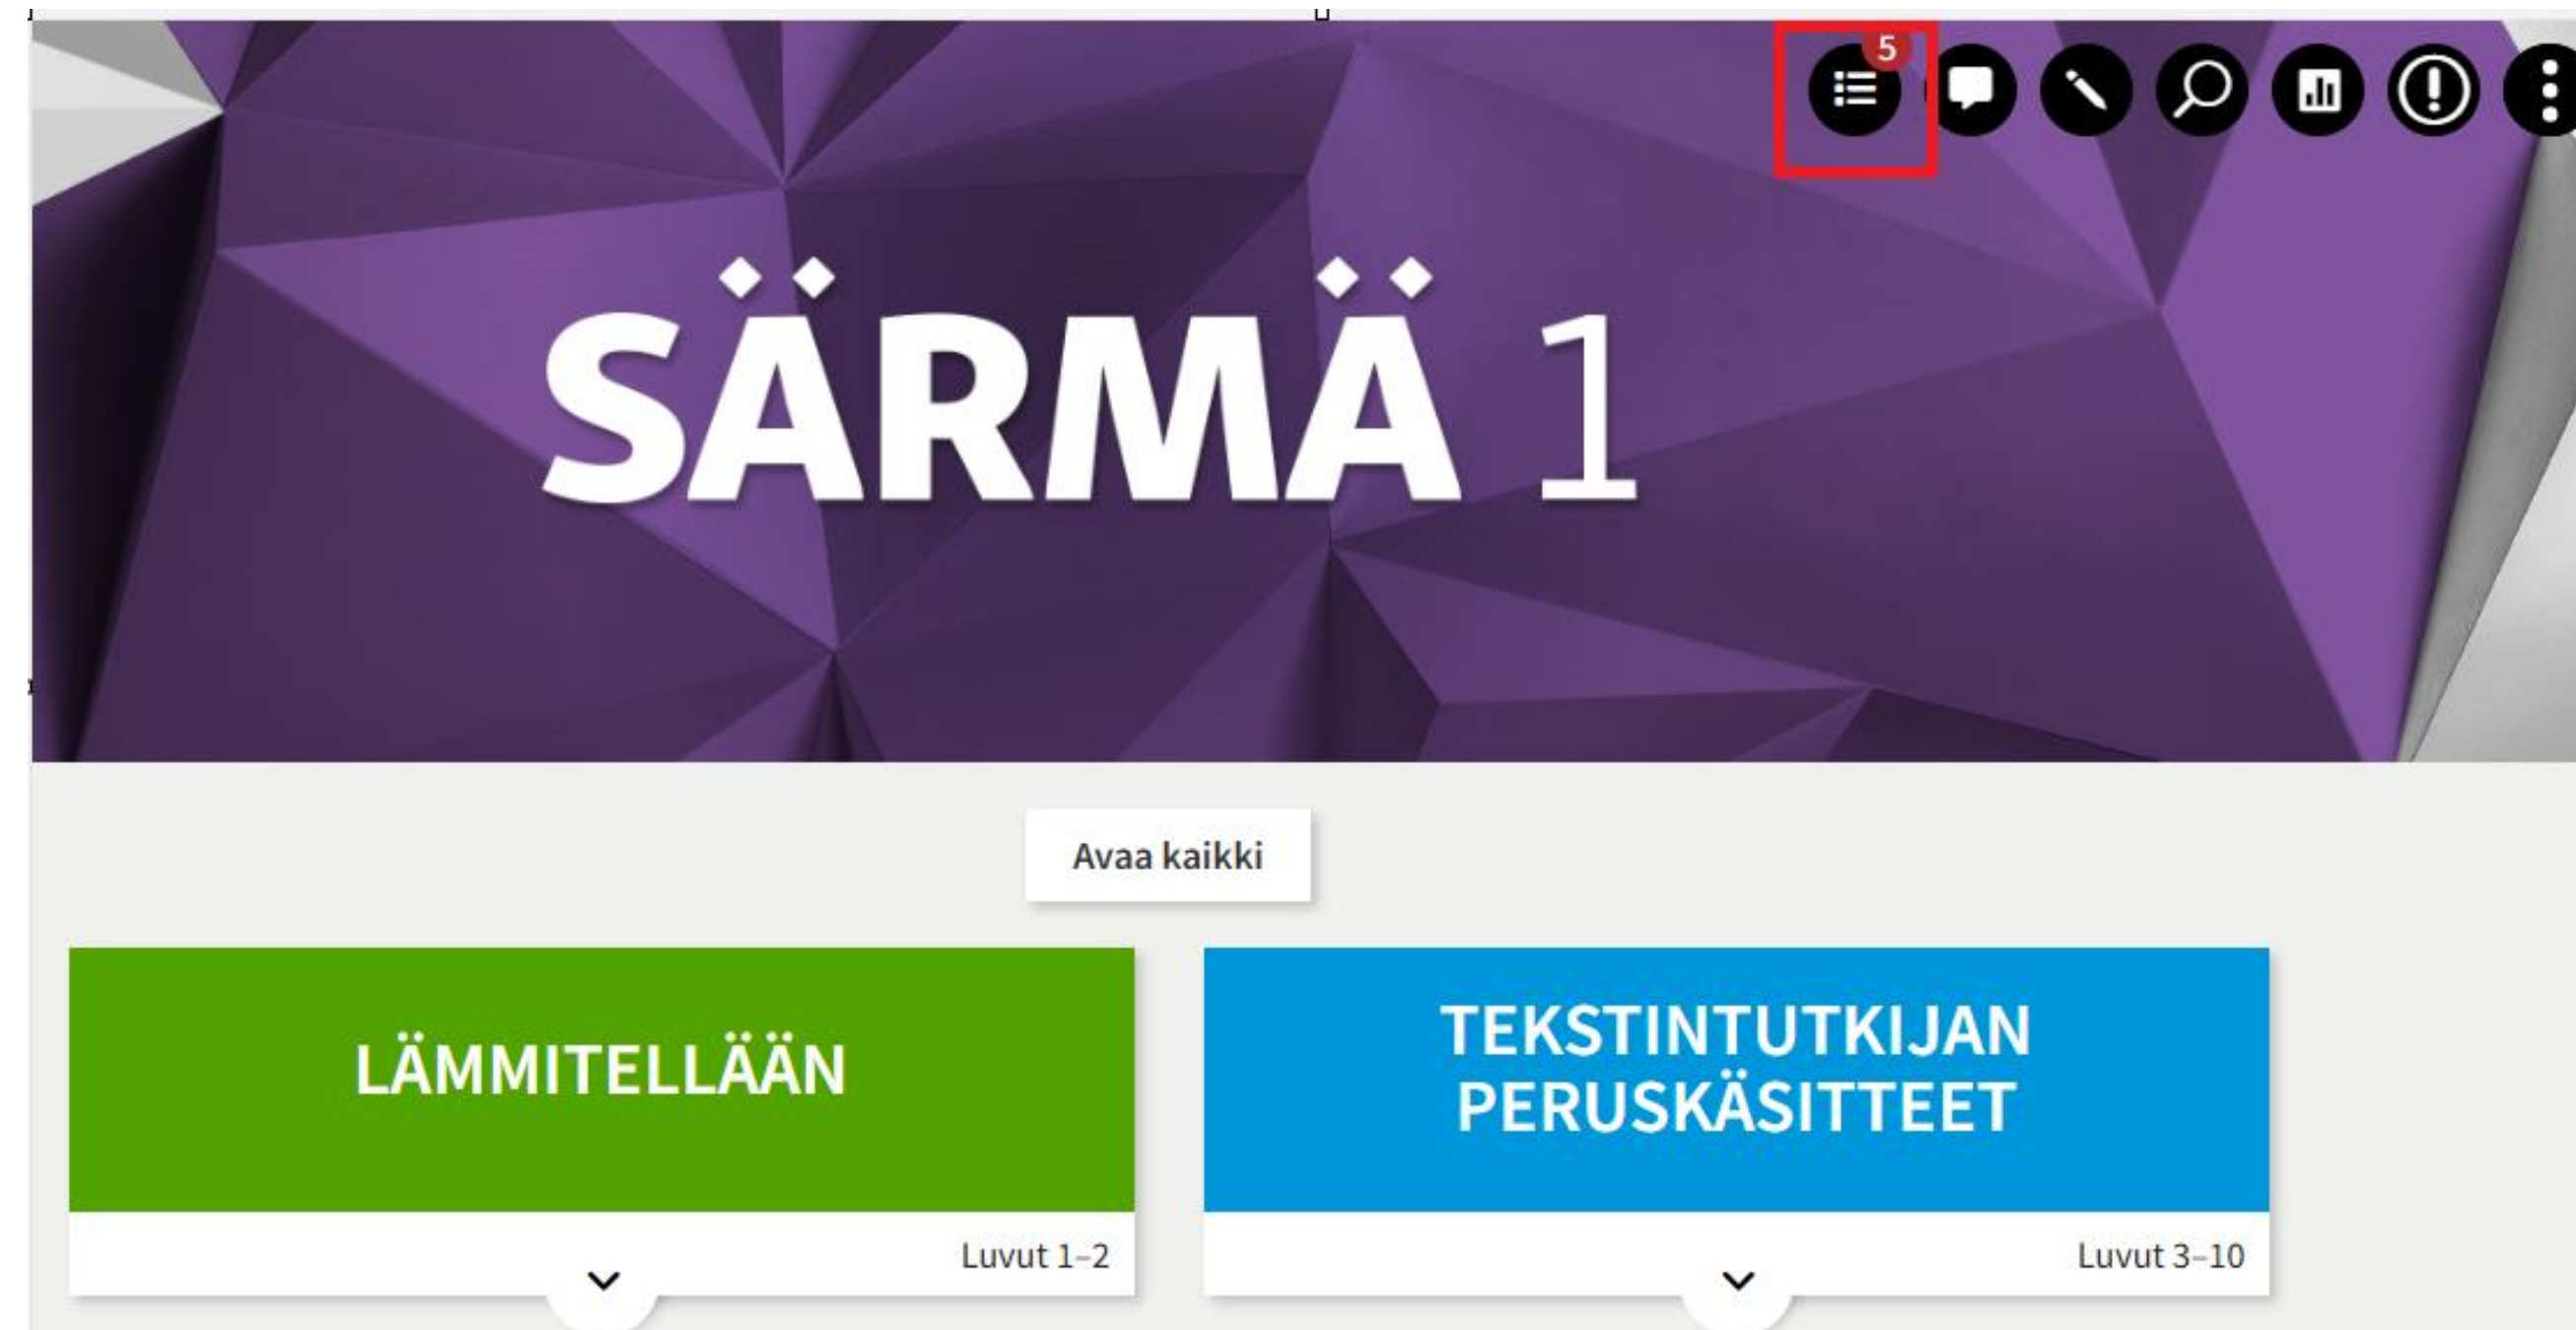 5
SÄRMÄ 1
Avaa kaikki
LÄMMITELLÄÄN
Luvut 1–2
TEKSTINTUTKIJAN
PERUSKÄSITTEET
Luvut 3–10